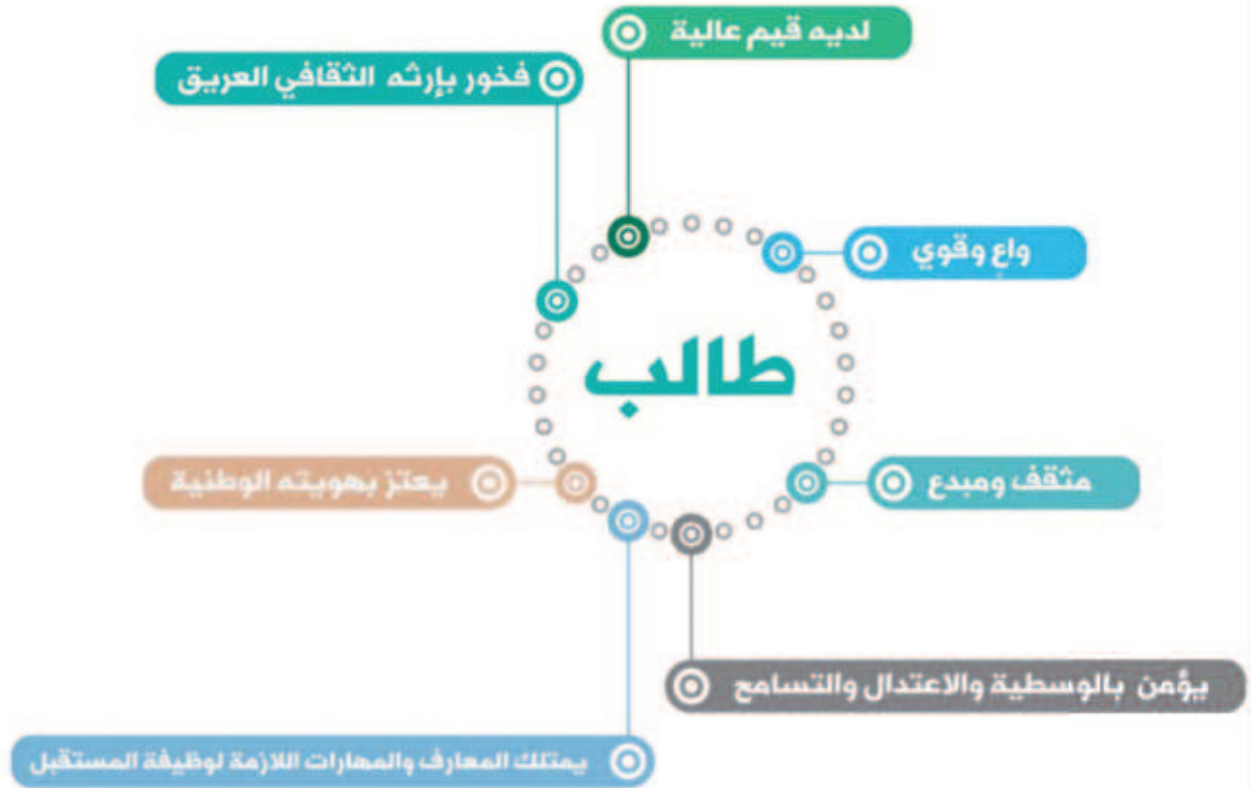 لديه قيم عالية
فخور بإرثه الثقافي العريق
واعٍ وقوي
طالب
يعتز بهويته الوطنية
مثقف ومبدع
يؤمن بالوسطية والاعتدال والتسامح
يمتلك المعارف والمهارات اللازمة لوظيفة المستقبل